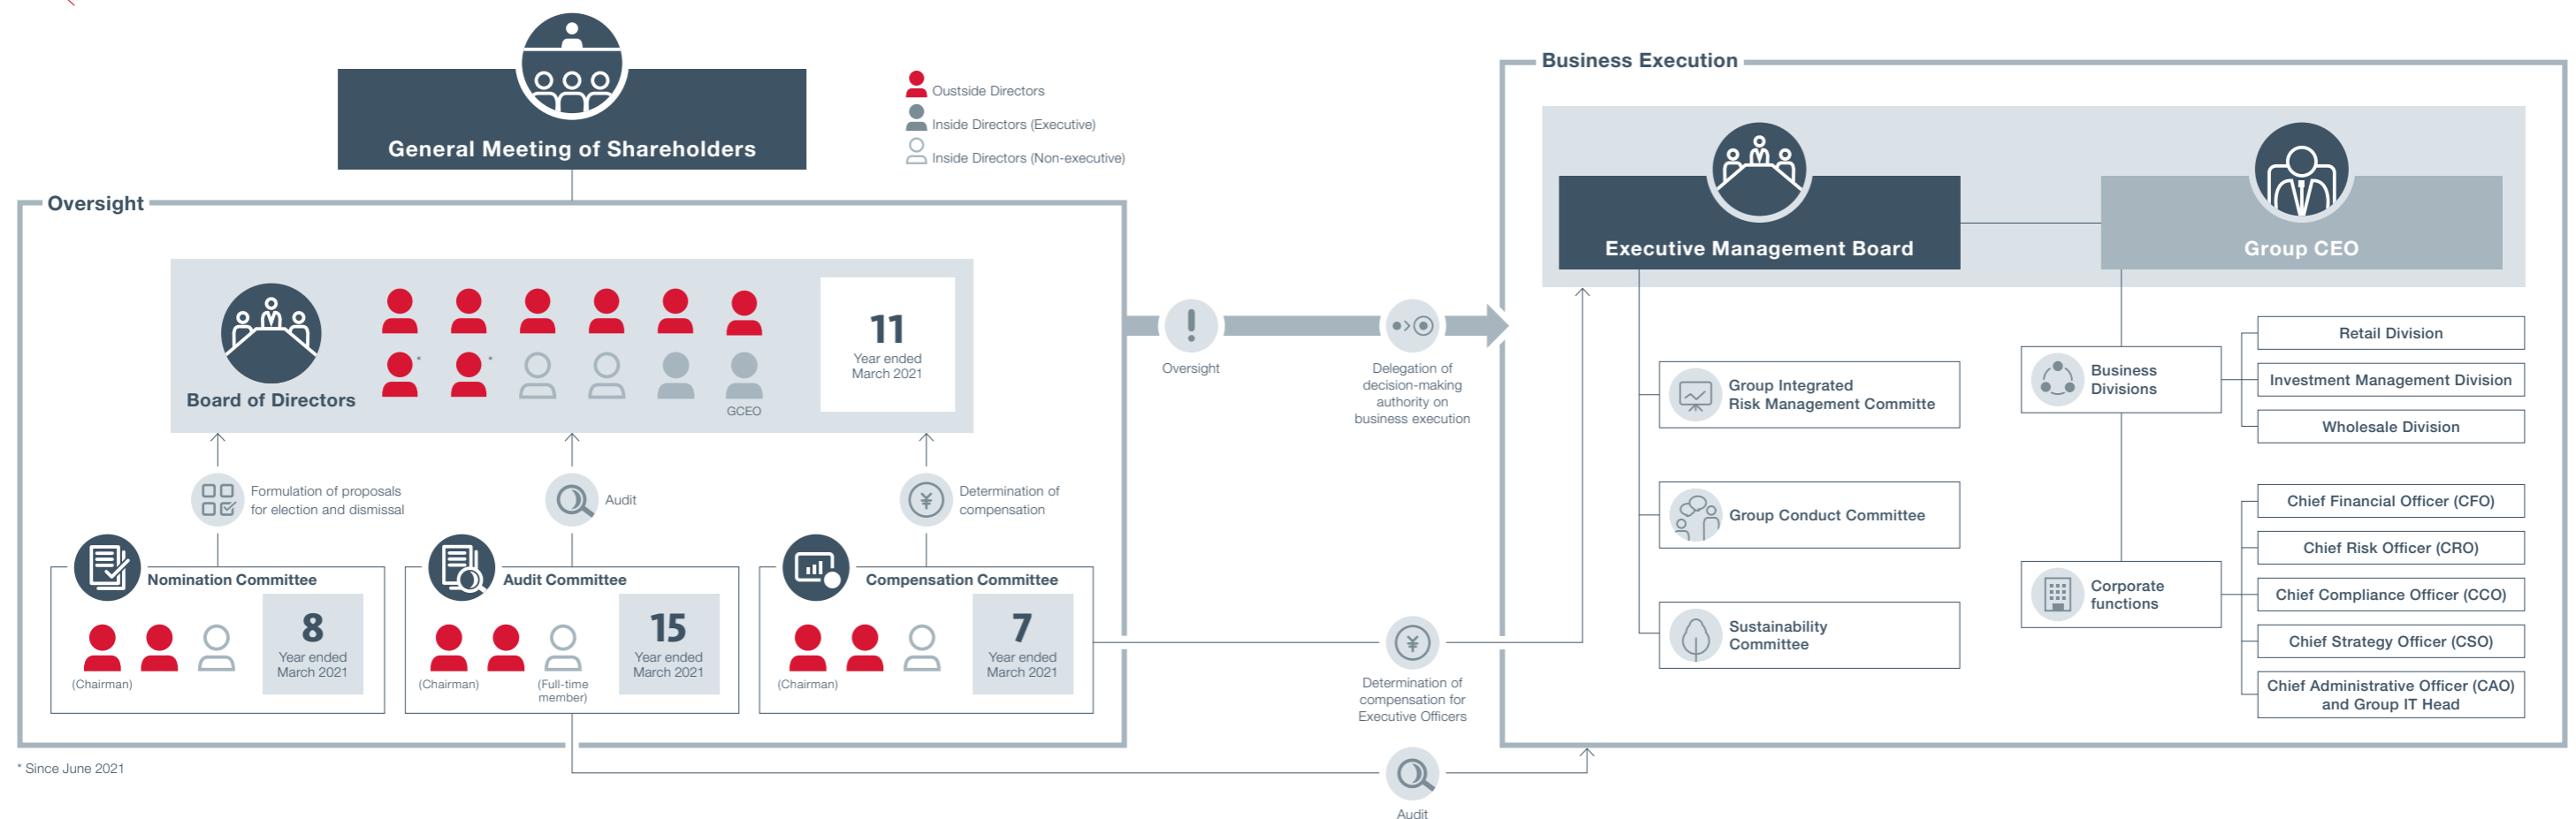 General Meeting of Shareholders
Oustside Directors
Inside Directors (Executive)
Inside Directors (Non-executive)
Oversight
Board of Directors
*
*
GCEO
11
Year ended
March 2021
Formulation of proposals
for election and dismissal
Audit
Determination of
compensation
Nomination Committee
(Chairman)
8
Year ended
March 2021
Audit Committee
(Chairman)
(Full-time
member)
15
Year ended
March 2021
Compensation Committee
(Chairman)
7
Year ended
March 2021
* Since June 2021
Oversight
Delegation of
decision-making
authority on
business execution
Determination of
compensation for
Executive Officers
Audit
Business Execution
Executive Management Board
Group CEO
Group Integrated
Risk Management Committe
Group Conduct Committee
Sustainability
Committee
Business
Divisions
Retail Division
Investment Management Division
Wholesale Division
Corporate
functions
Chief Financial Officer (CFO)
Chief Risk Officer (CRO)
Chief Compliance Officer (CCO)
Chief Strategy Officer (CSO)
Chief Administrative Officer (CAO)
and Group IT Head